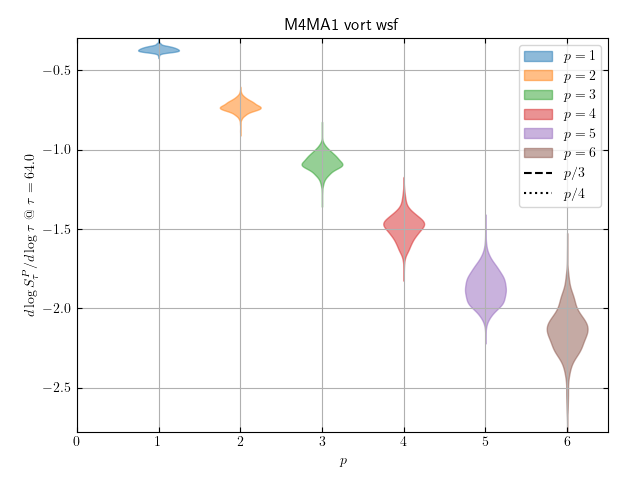 M4MA1 vort wsf
d log S_τ^P / d log τ @ τ = 64.0
−0.5
−1.0
−1.5
−2.0
−2.5
0 1 2 3 4 5 6
p
p = 1
p = 2
p = 3
p = 4
p = 5
p = 6
p/3
p/4